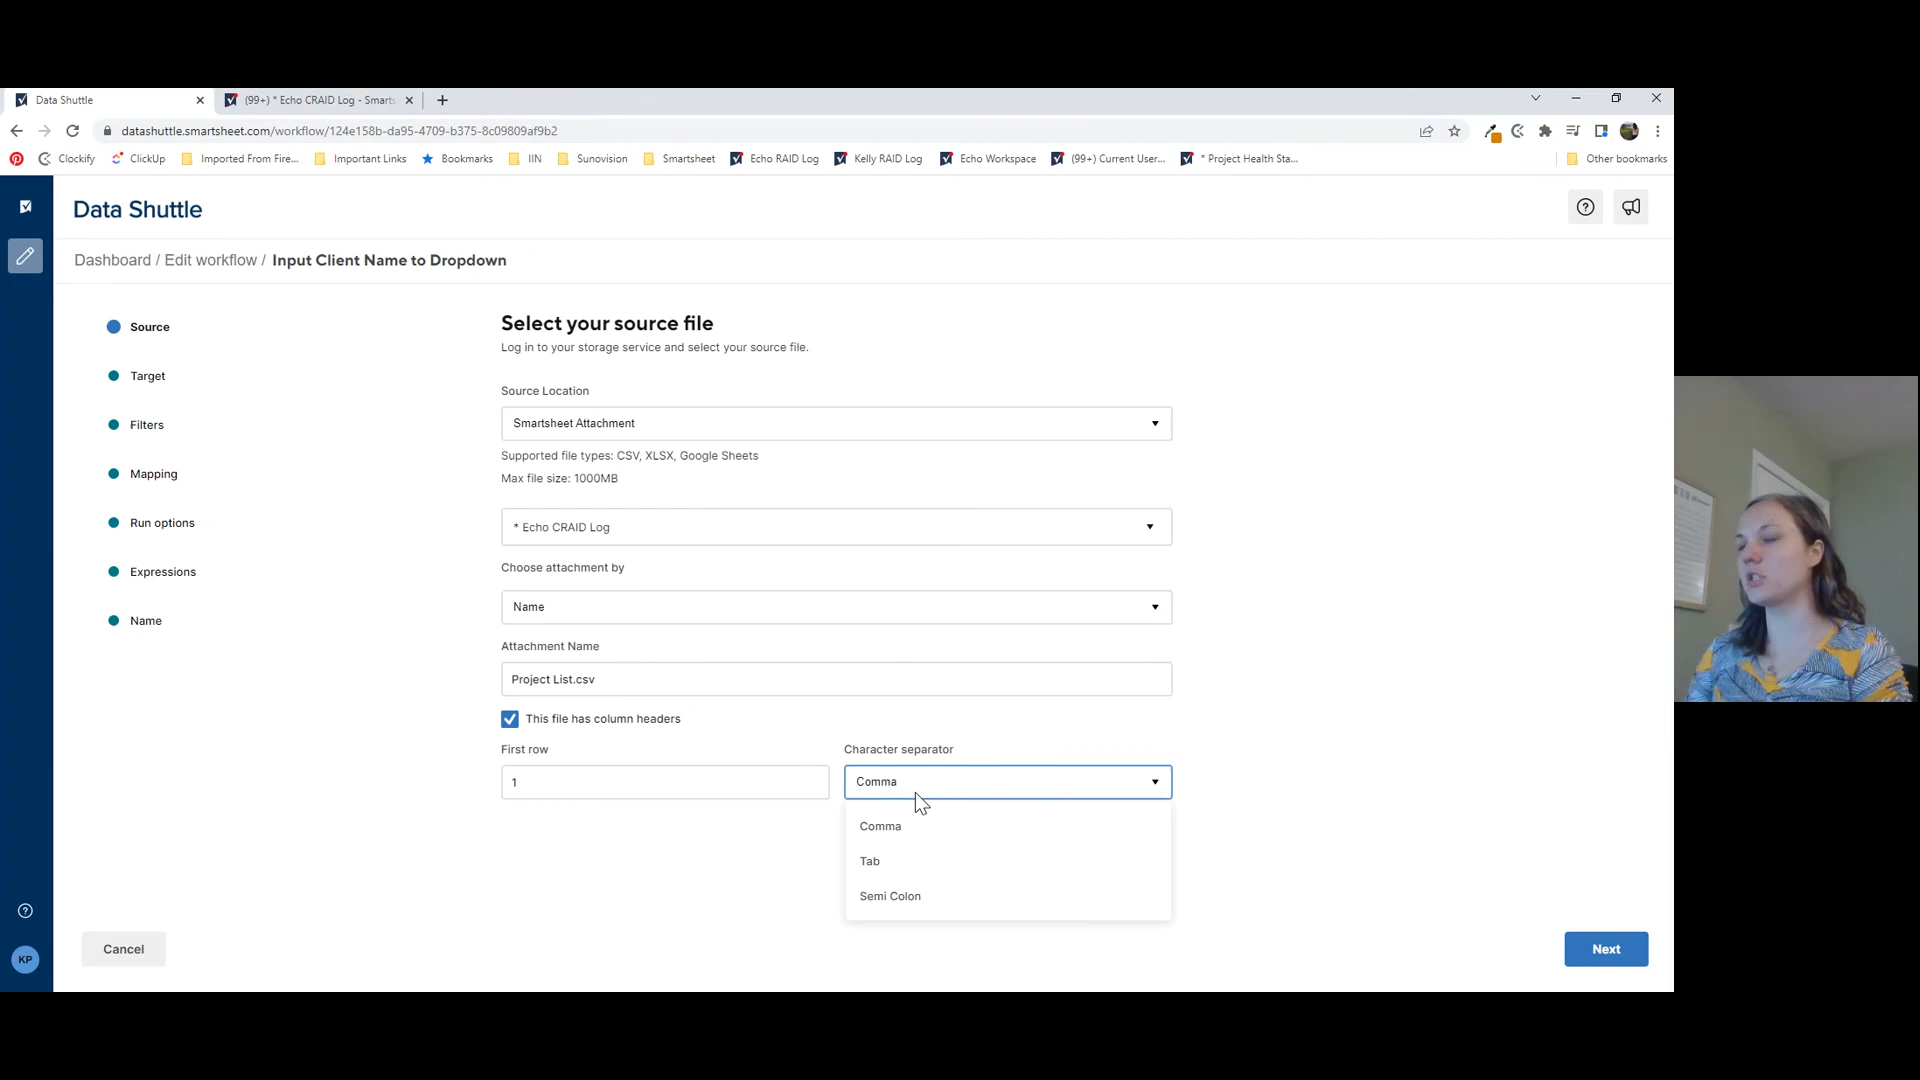 Data Shuttle
(99+) * Echo CRAID Log - Smarts
datashuttle.smartsheet.com/workflow/124e158b-da95-4709-b375-8c09809af9b2
Clockify
ClickUp
Imported From Fire...
Important Links
Bookmarks
IIN
Sunovision
Smartsheet
Echo RAID Log
Kelly RAID Log
Echo Workspace
(99+) Current User...
* Project Health Sta...
Other bookmarks
Data Shuttle
Dashboard / Edit workflow / Input Client Name to Dropdown
Source
Target
Filters
Mapping
Run options
Expressions
Name
Select your source file
Log in to your storage service and select your source file.
Source Location
Smartsheet Attachment
Supported file types: CSV, XLSX, Google Sheets
Max file size: 1000MB
* Echo CRAID Log
Choose attachment by
Name
Attachment Name
Project List.csv
This file has column headers
First row
1
Character separator
Comma
Comma
Tab
Semi Colon
KP
Cancel
Next